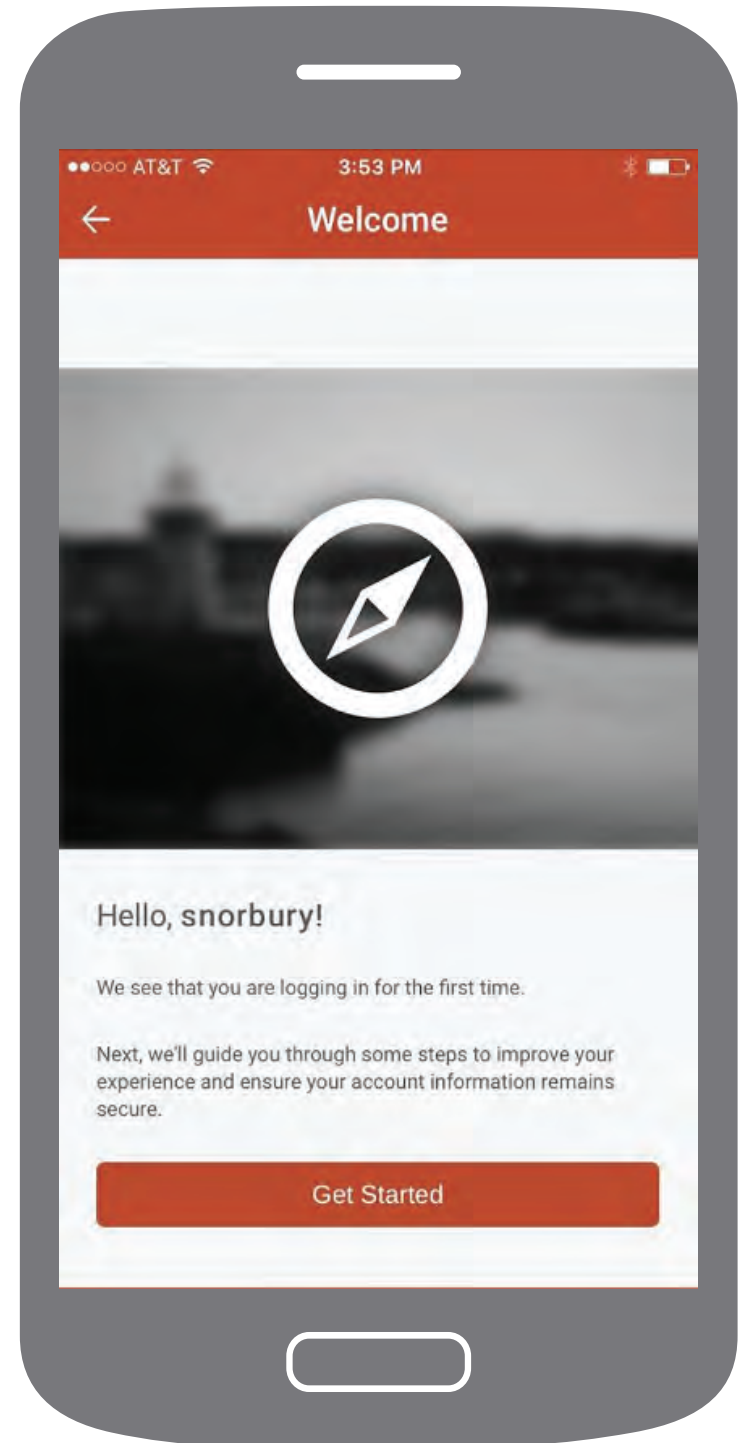 AT&T 3:53 PM
Welcome
Hello, snorbury!
We see that you are logging in for the first time.
Next, we'll guide you through some steps to improve your
experience and ensure your account information remains
secure.
Get Started